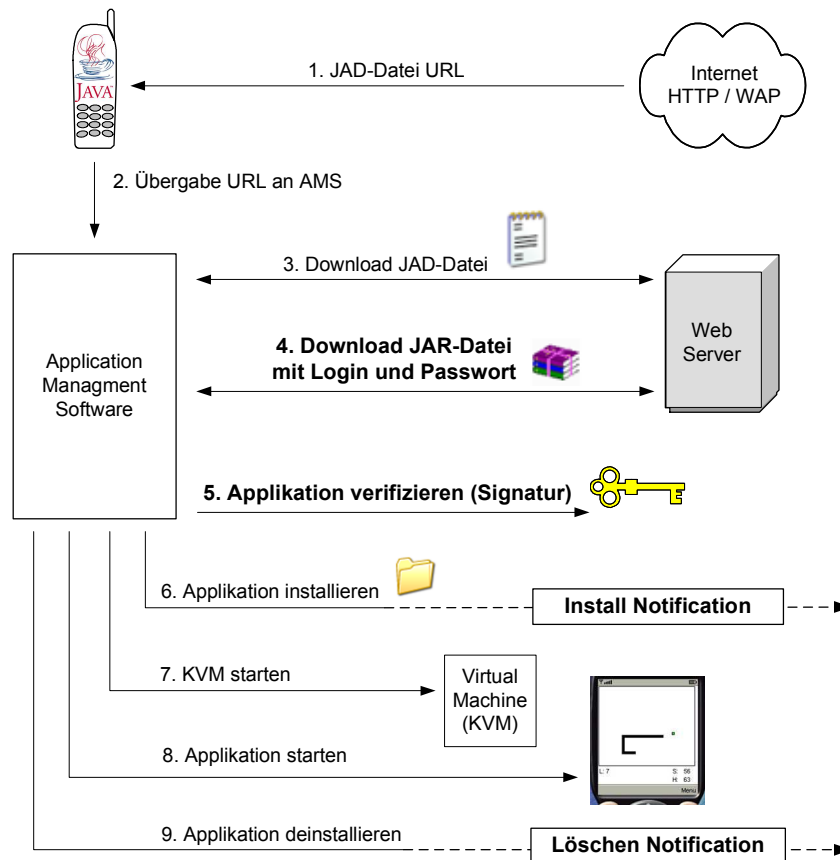 1. JAD-Datei URL
Internet
HTTP / WAP
JAVA
2. Übergabe URL an AMS
3. Download JAD-Datei
Application
Managment
Software
4. Download JAR-Datei
mit Login und Passwort
Web
Server
5. Applikation verifizieren (Signatur)
6. Applikation installieren
Install Notification
7. KVM starten
Virtual
Machine
(KVM)
8. Applikation starten
L: 7
S: 56
H: 63
Menu
9. Applikation deinstallieren
Löschen Notification